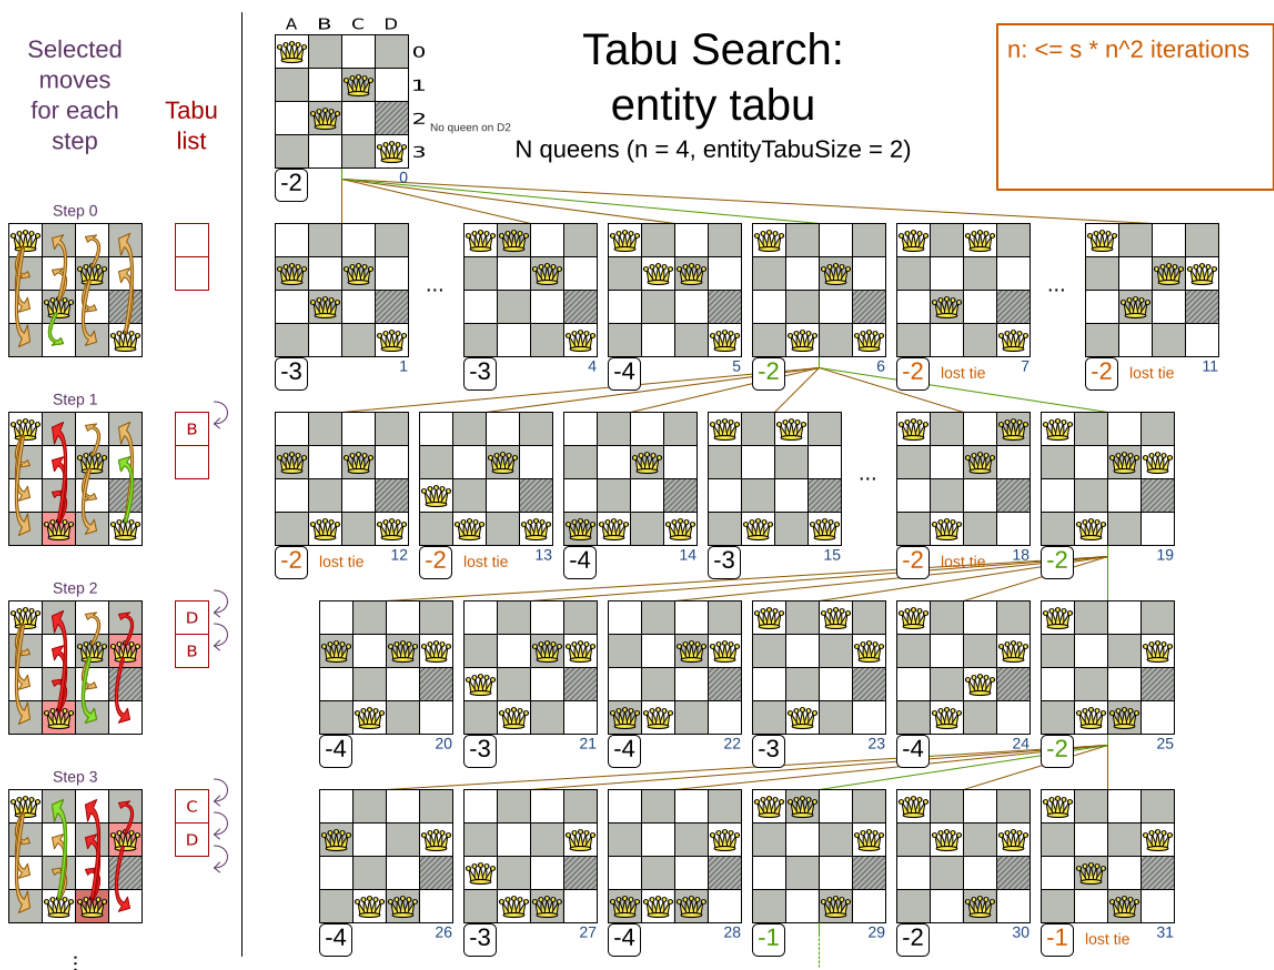 Selected
moves
for each
step
Tabu
list
A B C D
0
1
2
3
No queen on D2
-2
0
Tabu Search:
entity tabu
N queens (n = 4, entityTabuSize = 2)
n: <= s * n^2 iterations
Step 0
-3 1
...
-3 4
-4 5
-2 6
-2 lost tie 7
...
-2 lost tie 11
Step 1
B
-2 lost tie 12
-2 lost tie 13
-4 14
-3 15
...
-2 lost tie 18
-2 19
Step 2
D
B
-4 20
-3 21
-4 22
-3 23
-4 24
-2 25
Step 3
C
D
-4 26
-3 27
-4 28
-1 29
-2 30
-1 lost tie 31
...